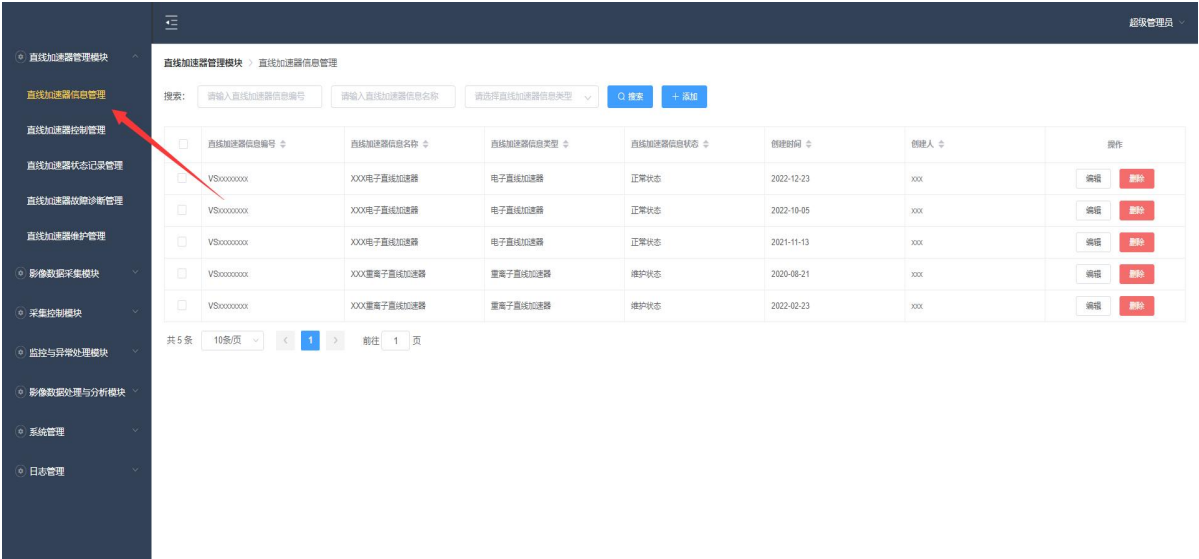 超级管理员
直线加速器管理模块
直线加速器信息管理
直线加速器控制管理
直线加速器状态记录管理
直线加速器故障诊断管理
直线加速器维护管理
影像数据采集模块
采集控制模块
监控与异常处理模块
影像数据处理与分析模块
系统管理
日志管理
直线加速器管理模块 > 直线加速器信息管理
搜索: 请输入直线加速器信息编号 请输入直线加速器信息名称 请选择直线加速器信息类型 搜索 + 添加
直线加速器信息编号 直线加速器信息名称 直线加速器信息类型 直线加速器信息状态 创建时间 创建人 操作
VSxxxxxxxx XXX电子直线加速器 电子直线加速器 正常状态 2022-12-23 xxx 编辑 删除
VSxxxxxxxx XXX电子直线加速器 电子直线加速器 正常状态 2022-10-05 xxx 编辑 删除
VSxxxxxxxx XXX电子直线加速器 电子直线加速器 正常状态 2021-11-13 xxx 编辑 删除
VSxxxxxxxx XXX重离子直线加速器 重离子直线加速器 维护状态 2020-08-21 xxx 编辑 删除
VSxxxxxxxx XXX重离子直线加速器 重离子直线加速器 维护状态 2022-02-23 xxx 编辑 删除
共 5 条 10条/页 < 1 > 前往 1 页